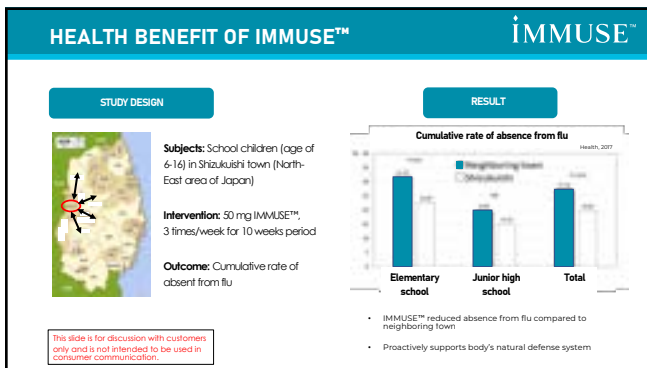 HEALTH BENEFIT OF IMMUSE™
IMMUSE™
STUDY DESIGN
Subjects: School children (age of
6-16) in Shizukuishi town (North-
East area of Japan)
Intervention: 50 mg IMMUSE™,
3 times/week for 10 weeks period
Outcome: Cumulative rate of
absent from flu
This slide is for discussion with customers
only and is not intended to be used in
consumer communication.
RESULT
Cumulative rate of absence from flu
Health, 2017
Neighboring town
Shizukuishi
Elementary
school
Junior high
school
Total
• IMMUSE™ reduced absence from flu compared to
neighboring town
• Proactively supports body's natural defense system